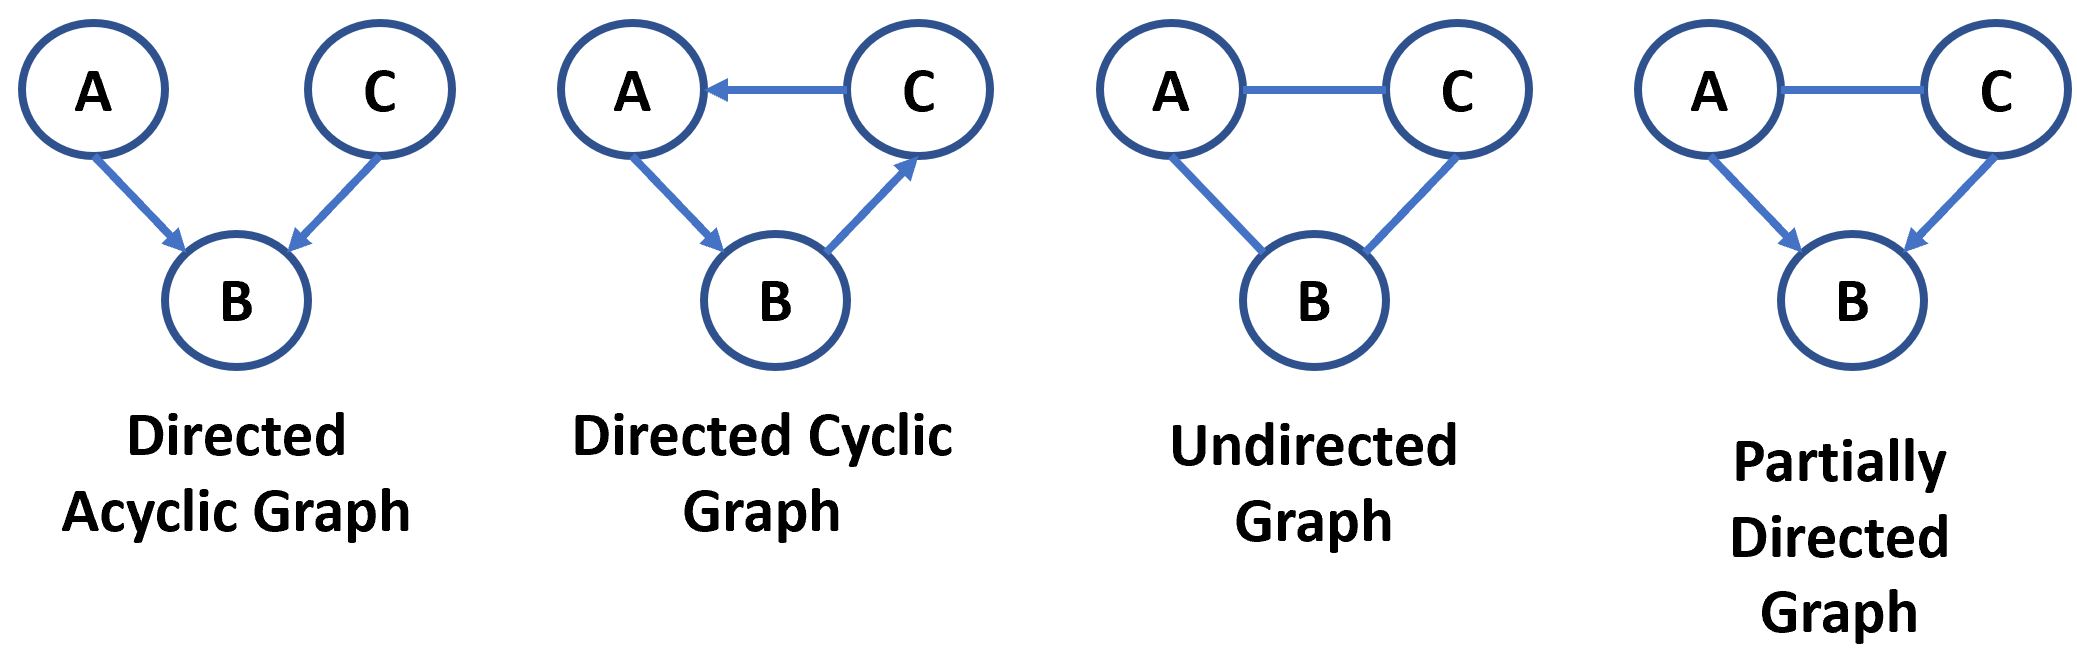 A
C
B
Directed
Acyclic Graph
A
C
B
Directed Cyclic
Graph
A
C
B
Undirected
Graph
A
C
B
Partially
Directed
Graph